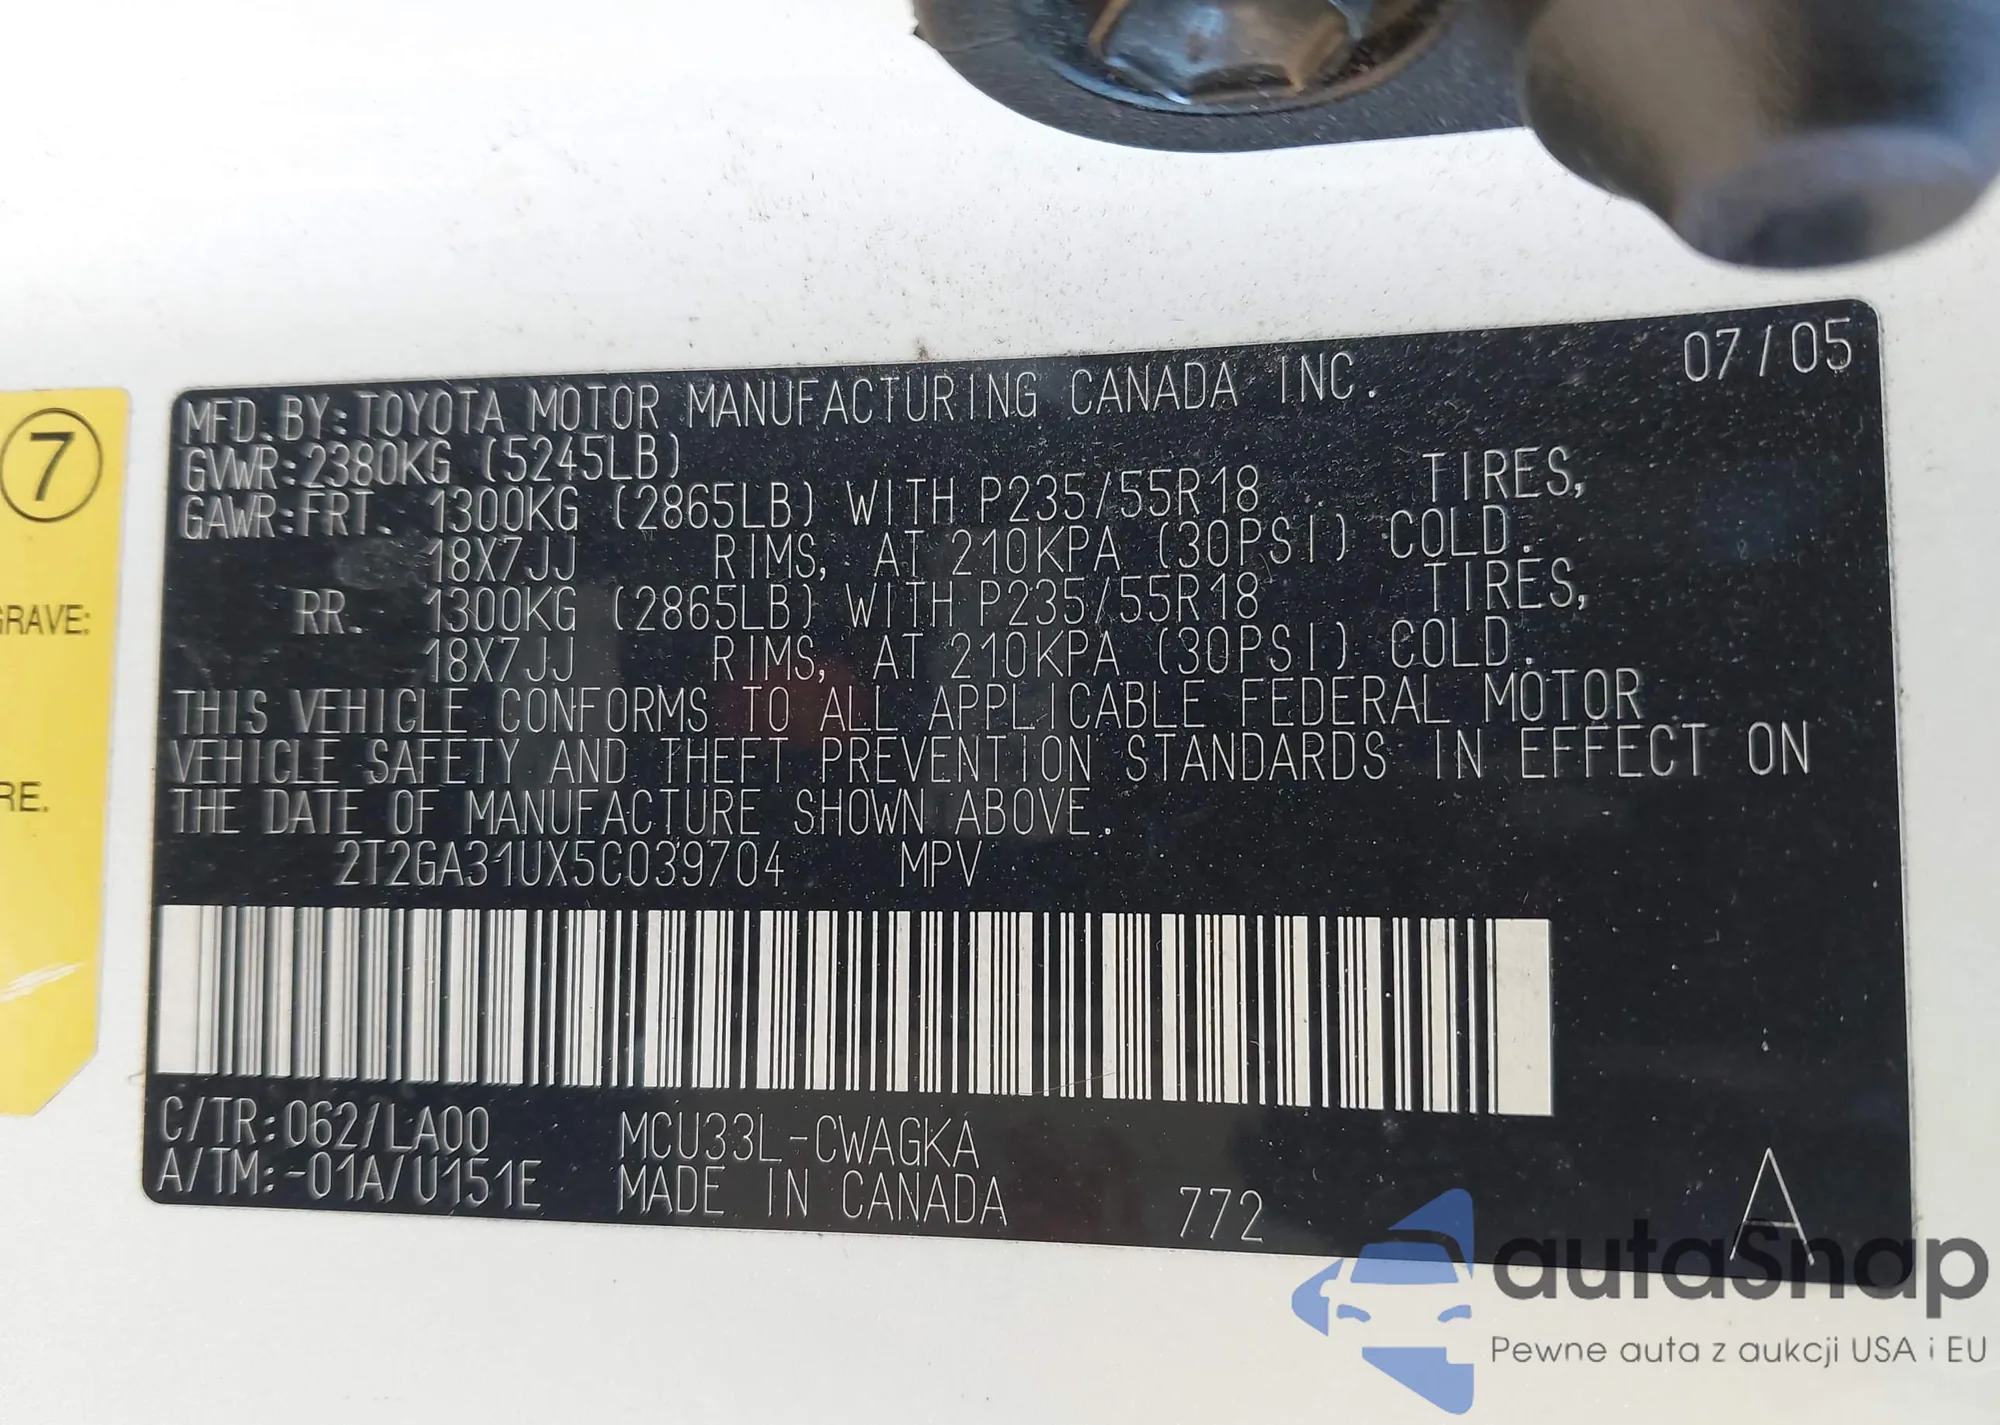 07/05
MFD. BY: TOYOTA MOTOR MANUFACTURING CANADA INC.
GVWR:2380KG (5245LB)
GAWR:FRT. 1300KG (2865LB) WITH P235/55R18 TIRES,
18X7JJ RIMS, AT 210KPA (30PSI) COLD.
RR. 1300KG (2865LB) WITH P235/55R18 TIRES,
18X7JJ RIMS, AT 210KPA (30PSI) COLD.
THIS VEHICLE CONFORMS TO ALL APPLICABLE FEDERAL MOTOR
VEHICLE SAFETY AND THEFT PREVENTION STANDARDS IN EFFECT ON
THE DATE OF MANUFACTURE SHOWN ABOVE.
2T2GA31UX5C039704 MPV
C/TR:062/LA00 MCU33L-CWAGKA
A/TM:-01A/U151E MADE IN CANADA 772 A
7
GRAVE:
RE.
autaSnap
Pewne auta z aukcji USA i EU